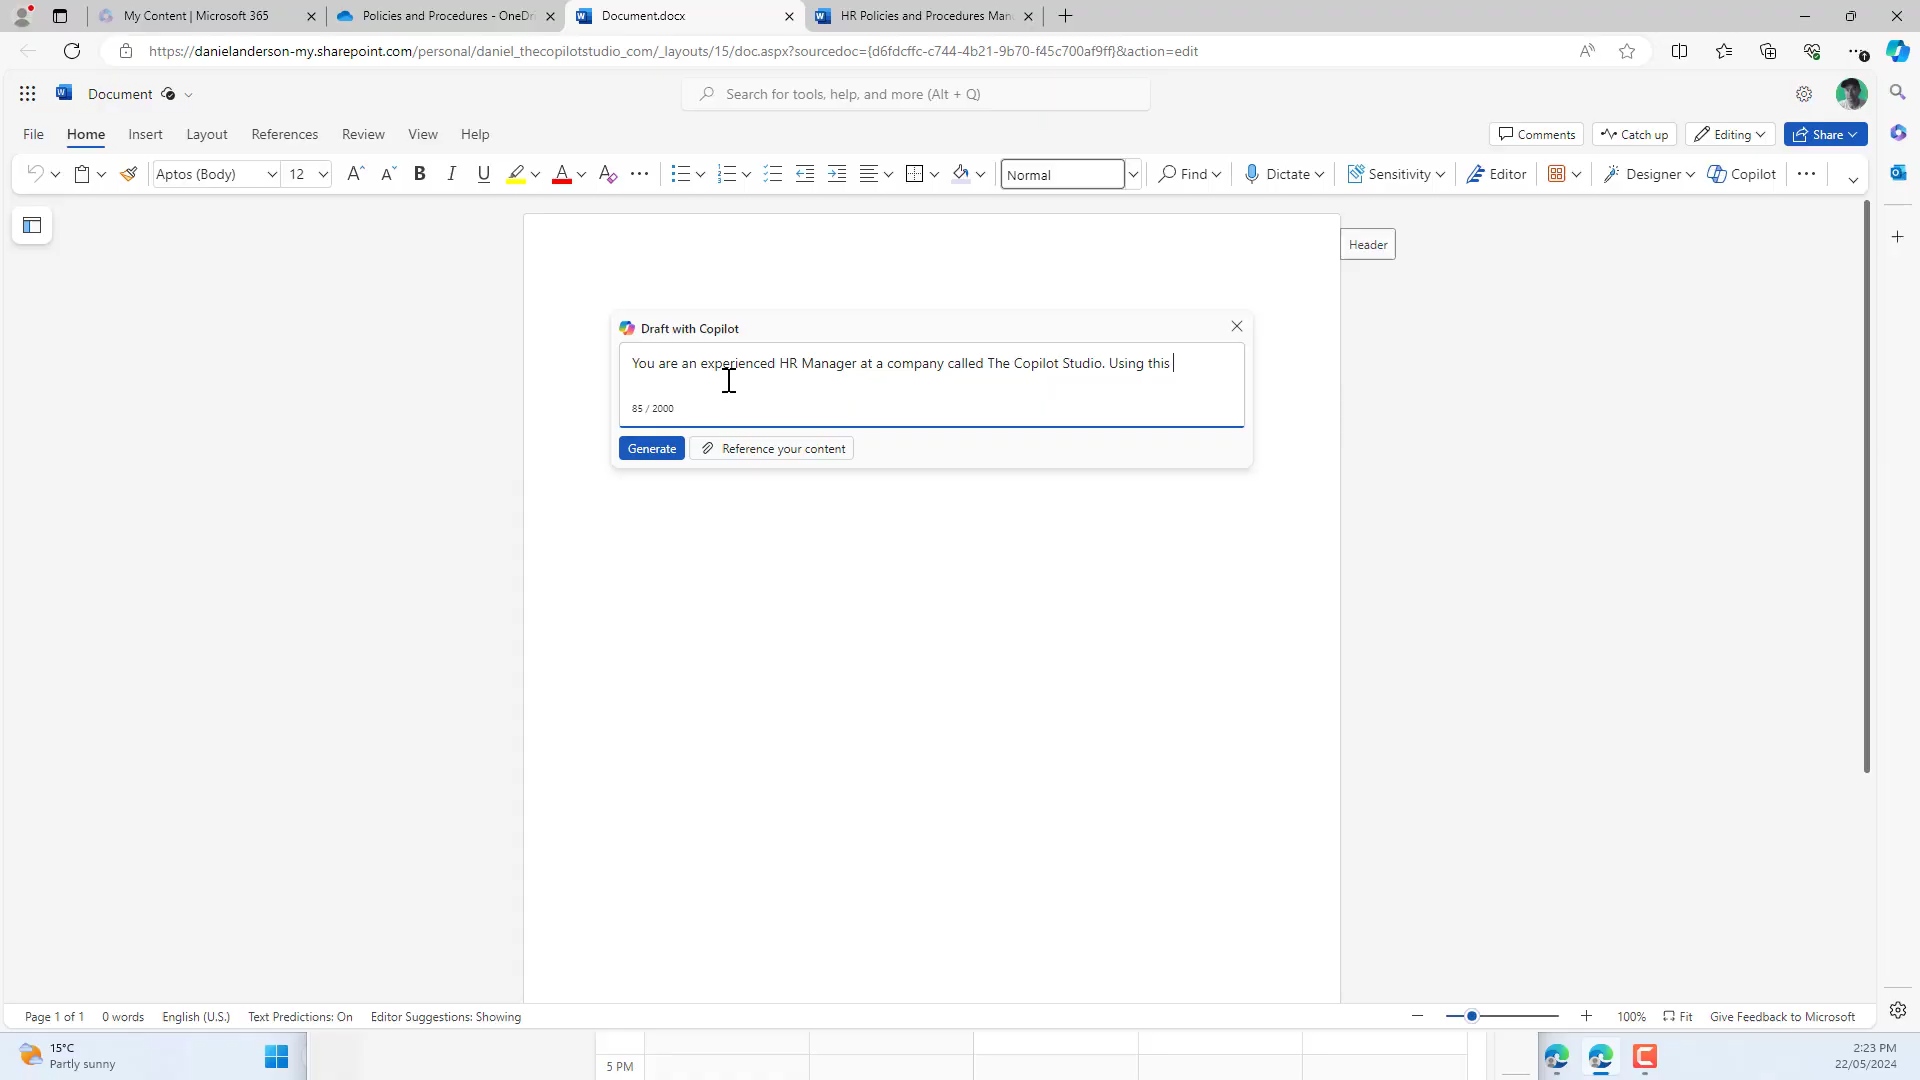 My Content | Microsoft 365
Policies and Procedures - OneDr
Document.docx
HR Policies and Procedures Man
https://danielanderson-my.sharepoint.com/personal/daniel_thecopilotstudio_com/_layouts/15/doc.aspx?sourcedoc={d6fdcffc-c744-4b21-9b70-f45c700af9ff}&action=edit
Document
Search for tools, help, and more (Alt + Q)
File Home Insert Layout References Review View Help
Comments Catch up Editing Share
Aptos (Body) 12 B I U A Normal Find Dictate Sensitivity Editor Designer Copilot
Header
Draft with Copilot
You are an experienced HR Manager at a company called The Copilot Studio. Using this
85 / 2000
Generate Reference your content
Page 1 of 1 0 words English (U.S.) Text Predictions: On Editor Suggestions: Showing
100% Fit Give Feedback to Microsoft
15°C
Partly sunny
5 PM
2:23 PM
22/05/2024